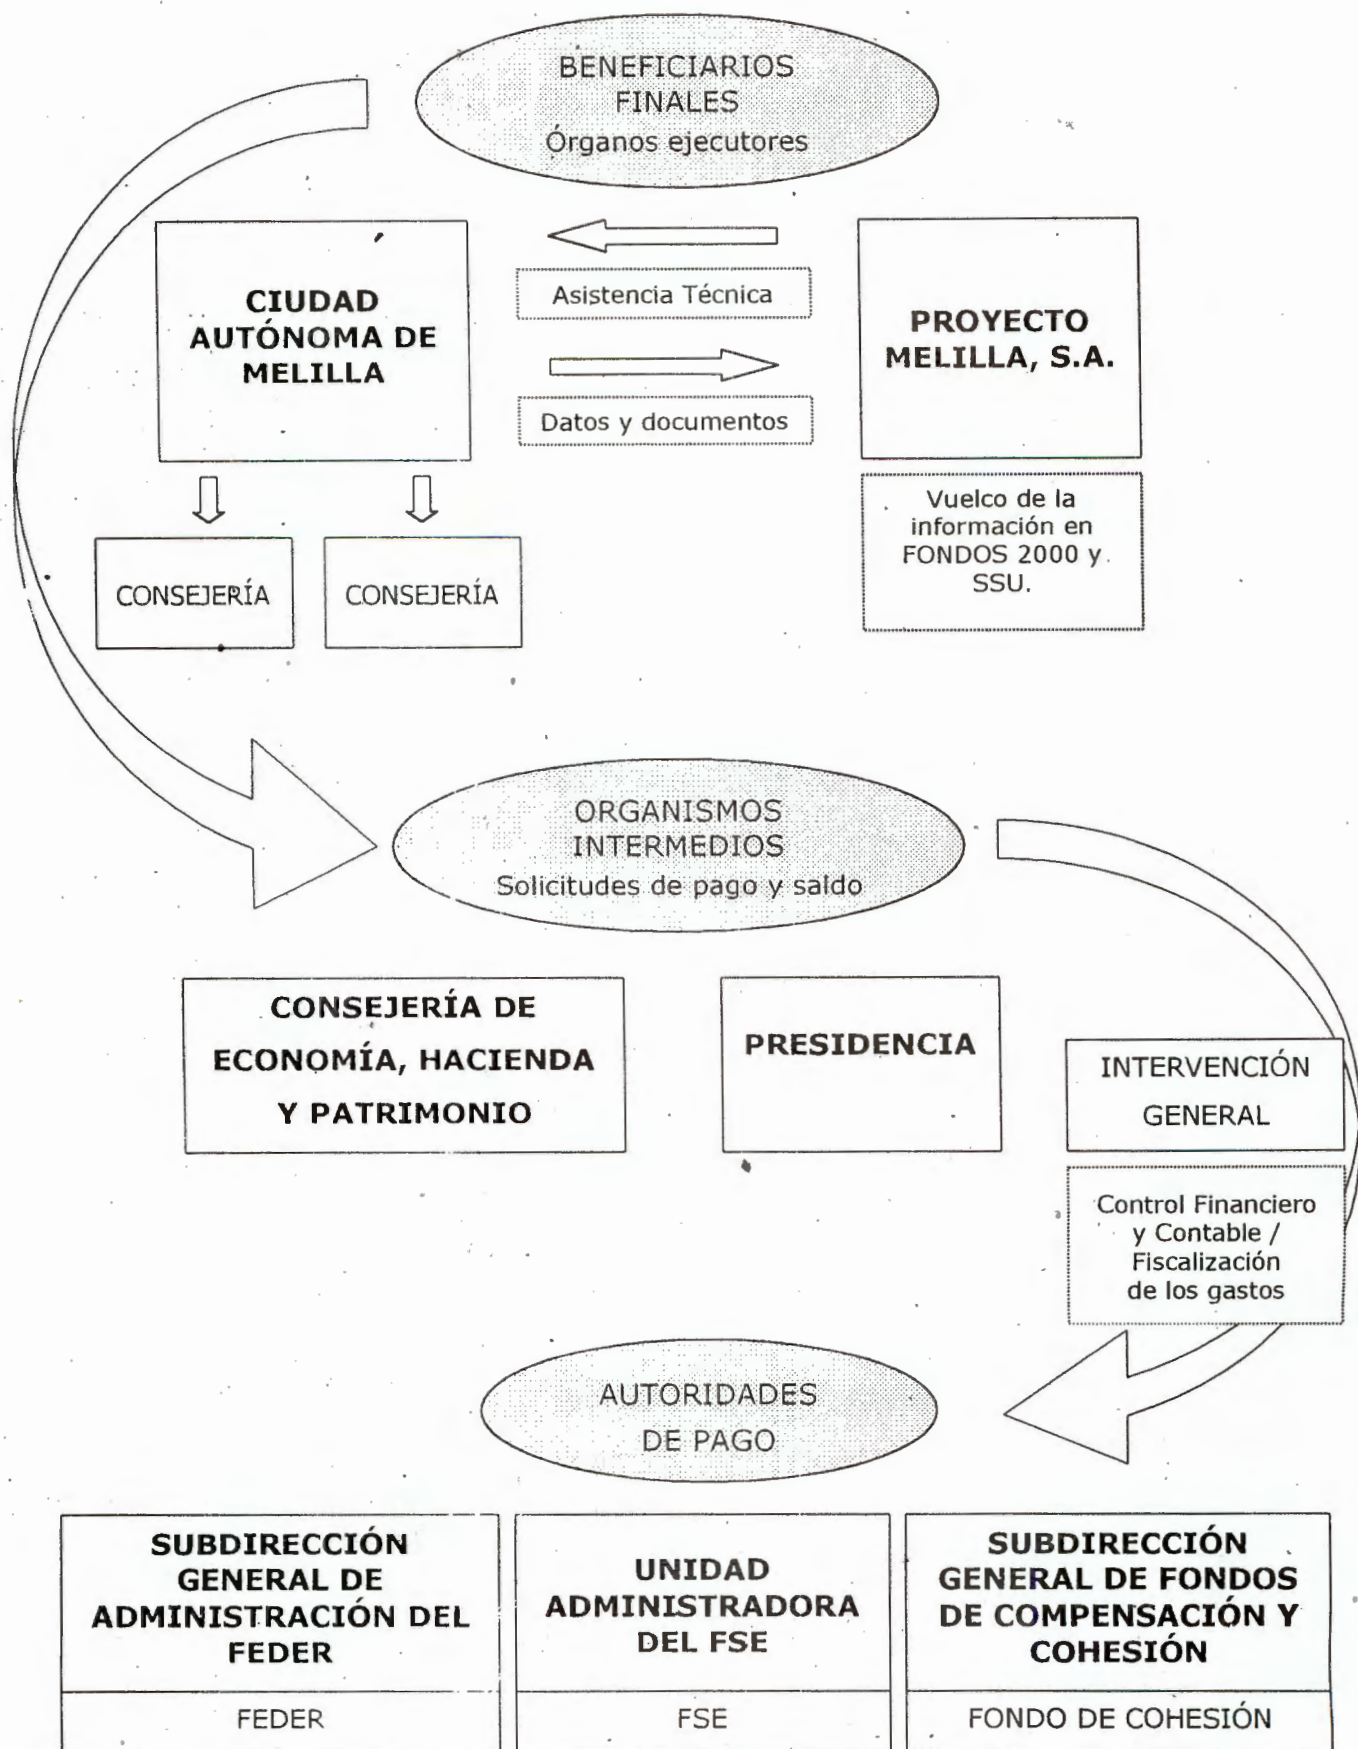 BENEFICIARIOS
FINALES
Órganos ejecutores
CIUDAD
AUTÓNOMA DE
MELILLA
Asistencia Técnica
Datos y documentos
PROYECTO
MELILLA, S.A.
Vuelco de la
información en
FONDOS 2000 y
SSU.
CONSEJERÍA
CONSEJERÍA
ORGANISMOS
INTERMEDIOS
Solicitudes de pago y saldo
CONSEJERÍA DE
ECONOMÍA, HACIENDA
Y PATRIMONIO
PRESIDENCIA
INTERVENCIÓN
GENERAL
Control Financiero
y Contable /
Fiscalización
de los gastos
AUTORIDADES
DE PAGO
SUBDIRECCIÓN
GENERAL DE
ADMINISTRACIÓN DEL
FEDER
FEDER
UNIDAD
ADMINISTRADORA
DEL FSE
FSE
SUBDIRECCIÓN
GENERAL DE FONDOS
DE COMPENSACIÓN Y
COHESIÓN
FONDO DE COHESIÓN